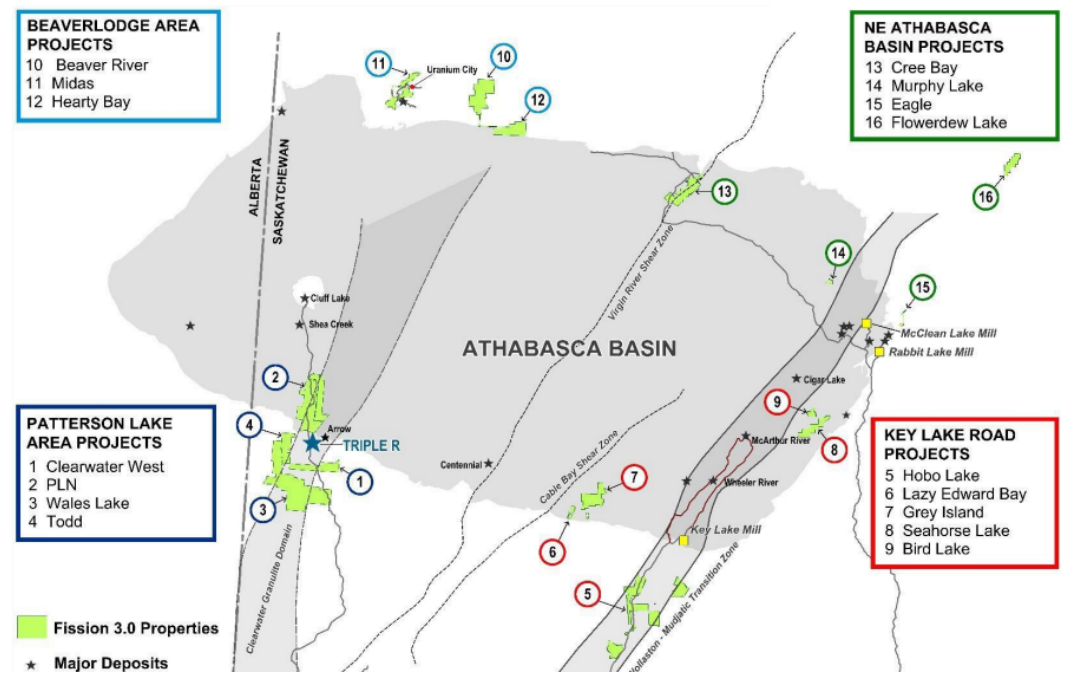 BEAVERLODGE AREA
PROJECTS
10 Beaver River
11 Midas
12 Hearty Bay
NE ATHABASCA
BASIN PROJECTS
13 Cree Bay
14 Murphy Lake
15 Eagle
16 Flowerdew Lake
11
Uranium City
10
12
ALBERTA
SASKATCHEWAN
13
16
Virgin River Shear Zone
14
15
Cluff Lake
Shea Creek
McClean Lake Mill
Rabbit Lake Mill
ATHABASCA BASIN
2
Cigar Lake
9
4
Arrow
TRIPLE R
McArthur River
8
PATTERSON LAKE
AREA PROJECTS
1 Clearwater West
2 PLN
3 Wales Lake
4 Todd
KEY LAKE ROAD
PROJECTS
5 Hobo Lake
6 Lazy Edward Bay
7 Grey Island
8 Seahorse Lake
9 Bird Lake
Centennial
Cable Bay Shear Zone
1
7
Wheeler River
3
Key Lake Mill
6
Clearwater Granulite Domain
5
Mudjatic Transition Zone
Fission 3.0 Properties
Major Deposits